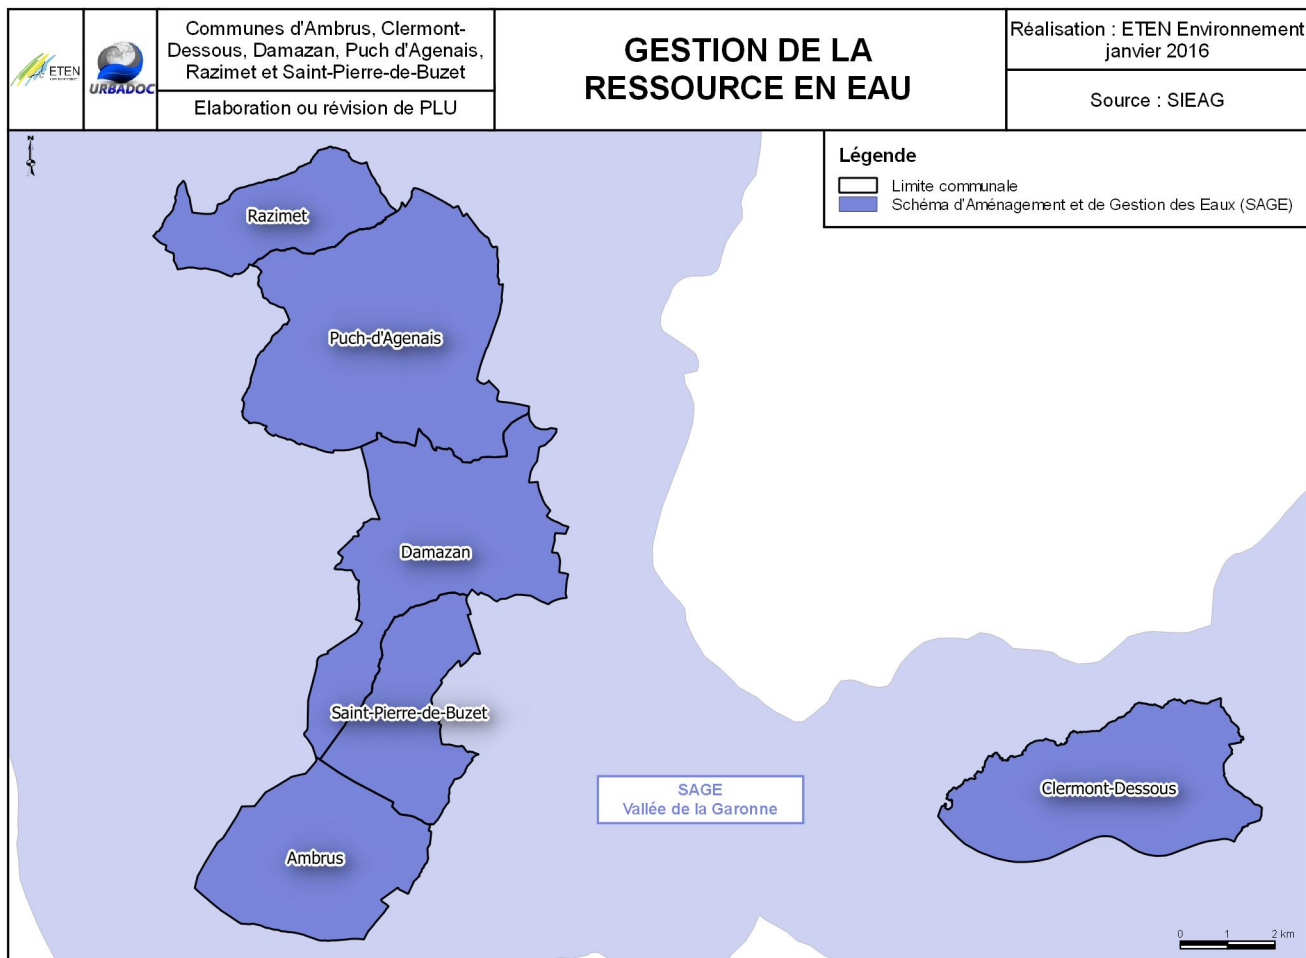 ETEN
URBADOC
Communes d'Ambrus, Clermont-
Dessous, Damazan, Puch d'Agenais,
Razimet et Saint-Pierre-de-Buzet
Elaboration ou révision de PLU
GESTION DE LA
RESSOURCE EN EAU
Réalisation : ETEN Environnement
janvier 2016
Source : SIEAG
N
Légende
Limite communale
Schéma d'Aménagement et de Gestion des Eaux (SAGE)
Razimet
Puch-d'Agenais
Damazan
Saint-Pierre-de-Buzet
SAGE
Vallée de la Garonne
Clermont-Dessous
Ambrus
0 1 2 km